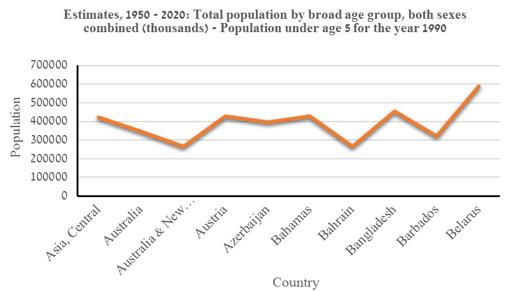 Estimates, 1950 - 2020: Total population by broad age group, both sexes
combined (thousands) - Population under age 5 for the year 1990
700000
600000
500000
400000
300000
200000
100000
0
Population
Asia, Central
Australia
Australia & New...
Austria
Azerbaijan
Bahamas
Bahrain
Bangladesh
Barbados
Belarus
Country